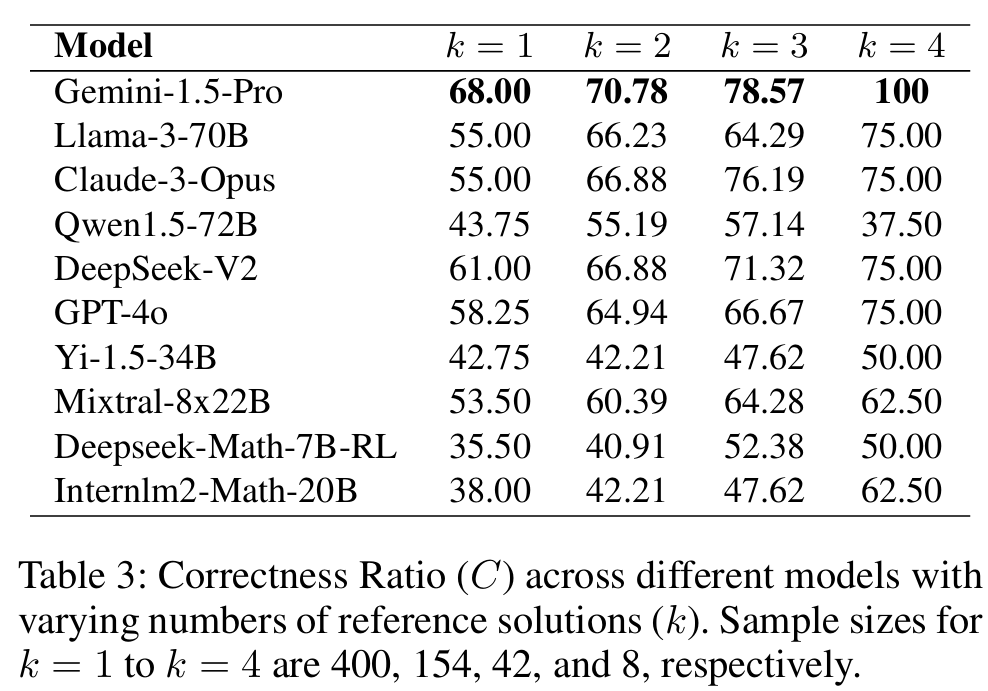 Model k = 1 k = 2 k = 3 k = 4
Gemini-1.5-Pro 68.00 70.78 78.57 100
Llama-3-70B 55.00 66.23 64.29 75.00
Claude-3-Opus 55.00 66.88 76.19 75.00
Qwen1.5-72B 43.75 55.19 57.14 37.50
DeepSeek-V2 61.00 66.88 71.32 75.00
GPT-4o 58.25 64.94 66.67 75.00
Yi-1.5-34B 42.75 42.21 47.62 50.00
Mixtral-8x22B 53.50 60.39 64.28 62.50
Deepseek-Math-7B-RL 35.50 40.91 52.38 50.00
Internlm2-Math-20B 38.00 42.21 47.62 62.50
Table 3: Correctness Ratio (C) across different models with
varying numbers of reference solutions (k). Sample sizes for
k = 1 to k = 4 are 400, 154, 42, and 8, respectively.